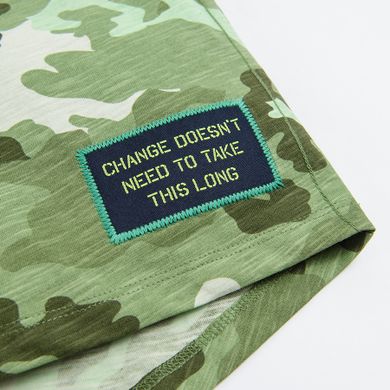 CHANGE DOESN'T
NEED TO TAKE
THIS LONG